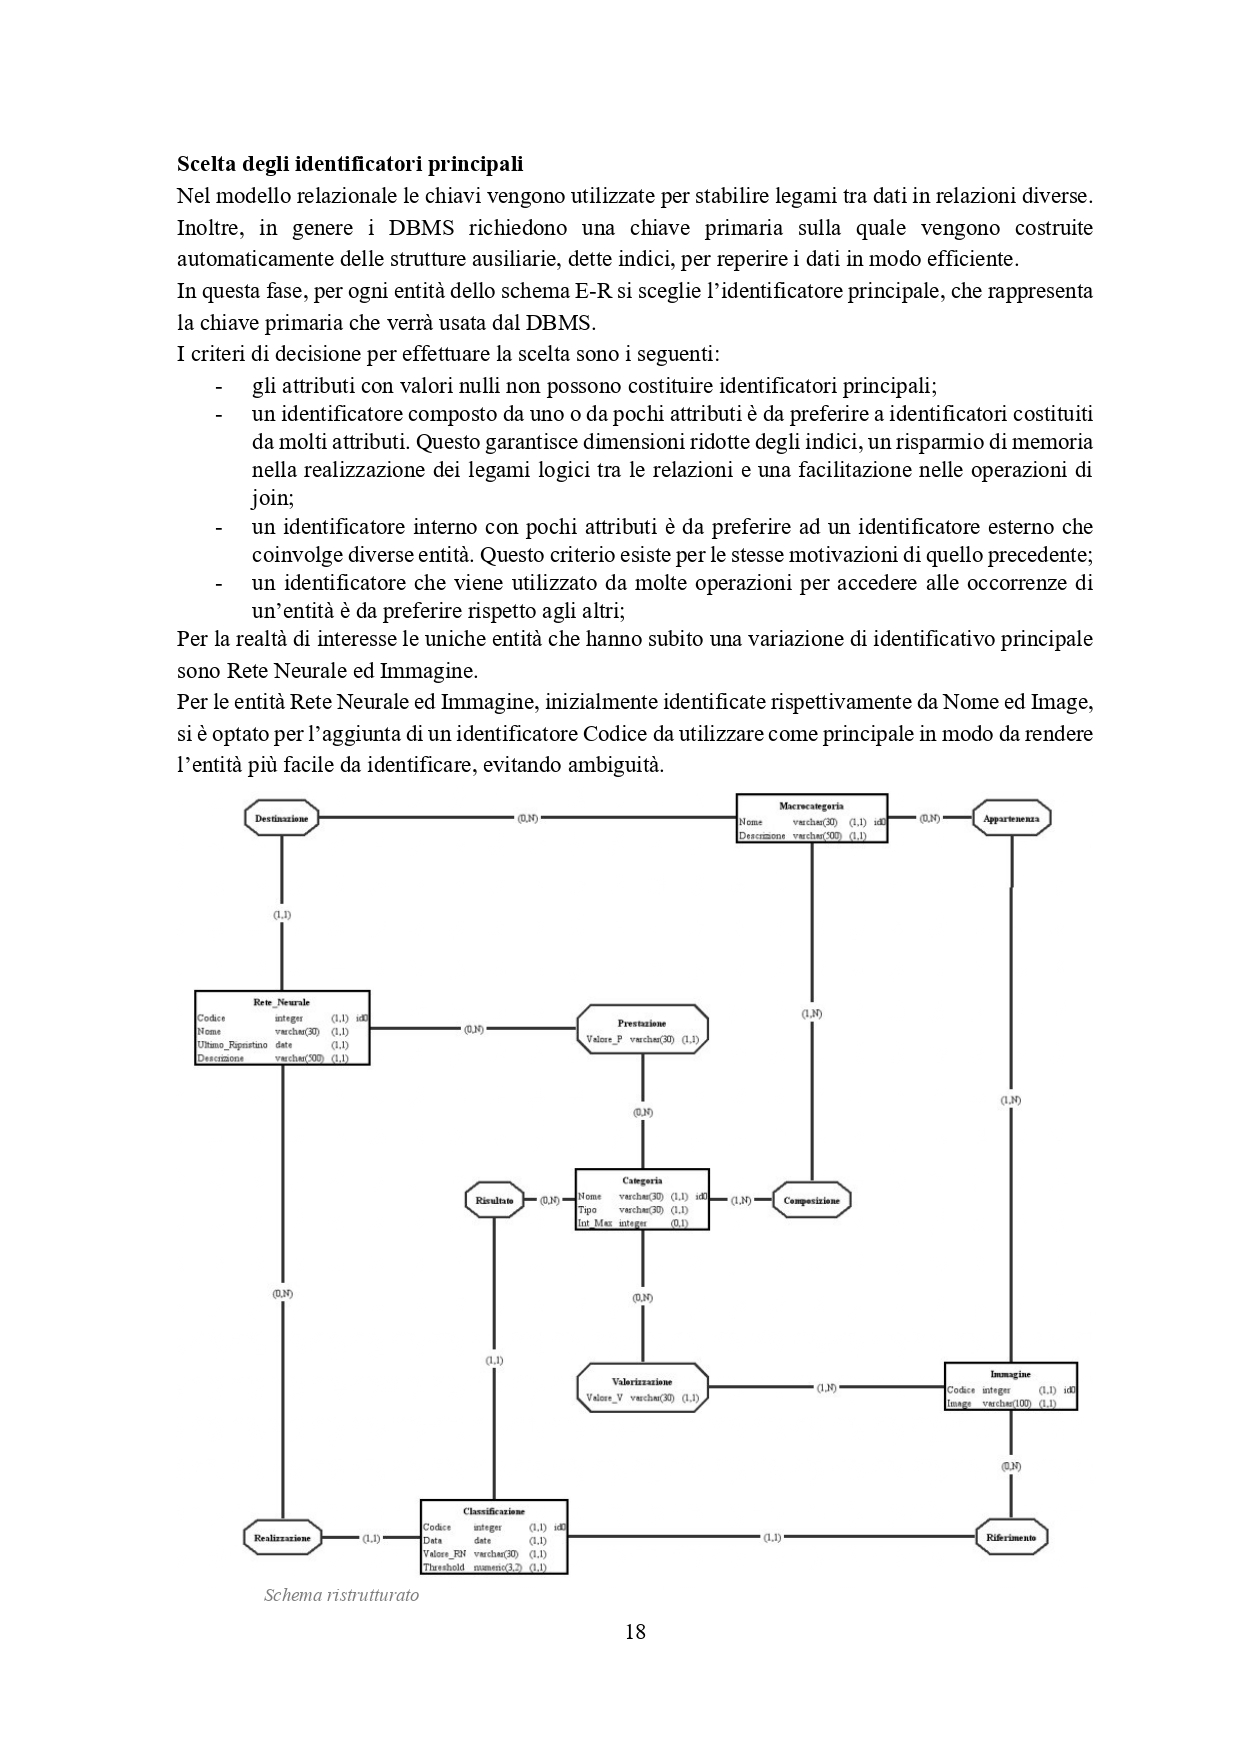 Scelta degli identificatori principali
Nel modello relazionale le chiavi vengono utilizzate per stabilire legami tra dati in relazioni diverse.
Inoltre, in genere i DBMS richiedono una chiave primaria sulla quale vengono costruite
automaticamente delle strutture ausiliarie, dette indici, per reperire i dati in modo efficiente.
In questa fase, per ogni entità dello schema E-R si sceglie l’identificatore principale, che rappresenta
la chiave primaria che verrà usata dal DBMS.
I criteri di decisione per effettuare la scelta sono i seguenti:
- gli attributi con valori nulli non possono costituire identificatori principali;
- un identificatore composto da uno o da pochi attributi è da preferire a identificatori costituiti
da molti attributi. Questo garantisce dimensioni ridotte degli indici, un risparmio di memoria
nella realizzazione dei legami logici tra le relazioni e una facilitazione nelle operazioni di
join;
- un identificatore interno con pochi attributi è da preferire ad un identificatore esterno che
coinvolge diverse entità. Questo criterio esiste per le stesse motivazioni di quello precedente;
- un identificatore che viene utilizzato da molte operazioni per accedere alle occorrenze di
un’entità è da preferire rispetto agli altri;
Per la realtà di interesse le uniche entità che hanno subito una variazione di identificativo principale
sono Rete Neurale ed Immagine.
Per le entità Rete Neurale ed Immagine, inizialmente identificate rispettivamente da Nome ed Image,
si è optato per l’aggiunta di un identificatore Codice da utilizzare come principale in modo da rendere
l’entità più facile da identificare, evitando ambiguità.
Destinazione
(0,N)
Macrocategoria
Nome varchar(30) (1,1) id0
Descrizione varchar(500) (1,1)
(0,N)
Appartenenza
(1,1)
Rete_Neurale
Codice integer (1,1) id0
Nome varchar(30) (1,1)
Ultimo_Ripristino date (1,1)
Descrizione varchar(500) (1,1)
(0,N)
Prestazione
Valore_P varchar(30) (1,1)
(1,N)
(1,N)
(0,N)
Risultato
(0,N)
Categoria
Nome varchar(30) (1,1) id0
Tipo varchar(30) (1,1)
Int_Max integer (0,1)
(1,N)
Composizione
(0,N)
(0,N)
(1,1)
Valorizzazione
Valore_V varchar(30) (1,1)
(1,N)
Immagine
Codice integer (1,1) id0
Image varchar(100) (1,1)
(0,N)
Realizzazione
(1,1)
Classificazione
Codice integer (1,1) id0
Data date (1,1)
Valore_RN varchar(30) (1,1)
Threshold numeric(3,2) (1,1)
(1,1)
Riferimento
Schema ristrutturato
18